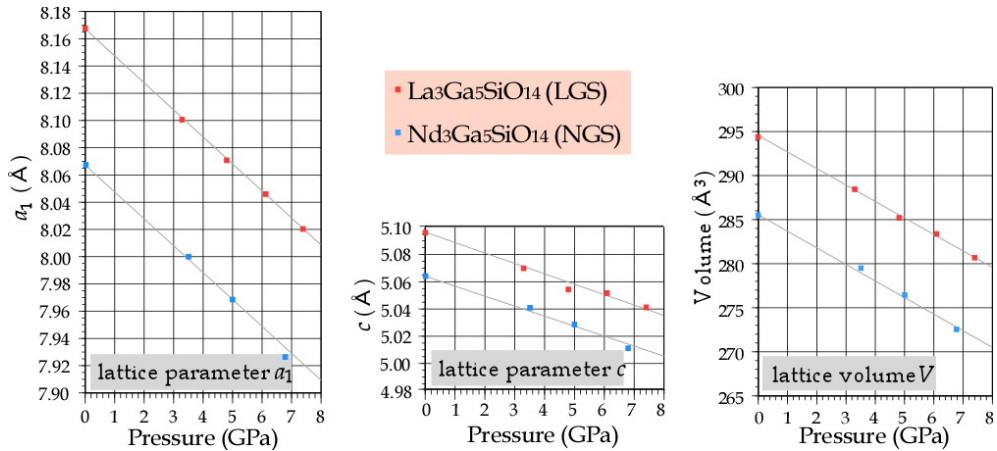 8.18
8.16
8.14
8.12
8.10
8.08
8.06
8.04
8.02
8.00
7.98
7.96
7.94
7.92
7.90
a1 (Å)
lattice parameter a1
0 1 2 3 4 5 6 7 8
Pressure (GPa)
La3Ga5SiO14 (LGS)
Nd3Ga5SiO14 (NGS)
5.10
5.08
5.06
5.04
5.02
5.00
4.98
c (Å)
lattice parameter c
0 1 2 3 4 5 6 7 8
Pressure (GPa)
300
295
290
285
280
275
270
265
Volume (Å³)
lattice volume V
0 1 2 3 4 5 6 7 8
Pressure (GPa)